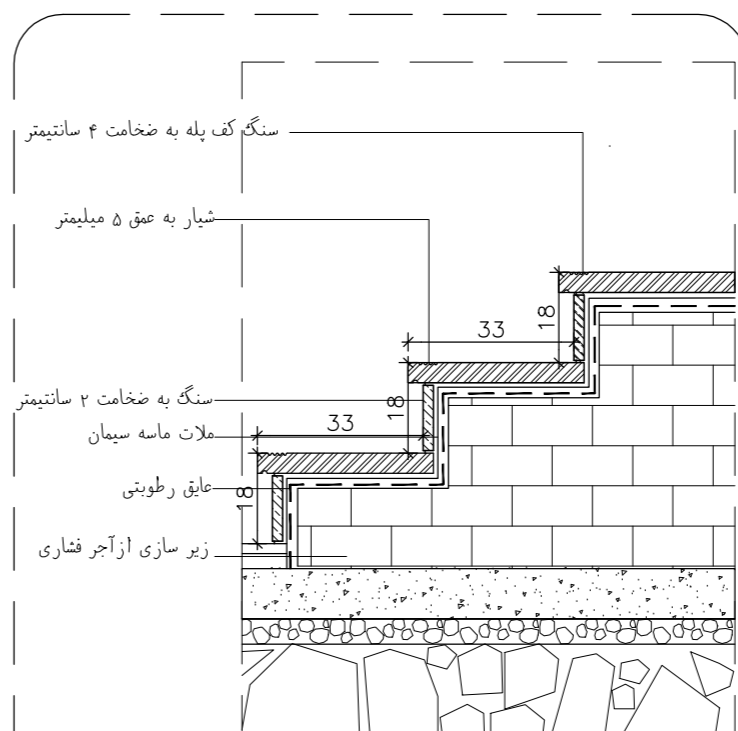 سنگ کف پله به ضخامت ۴ سانتیمتر
شیار به عمق ۵ میلیمتر
18
33
سنگ به ضخامت ۲ سانتیمتر
18
33
ملات ماسه سیمان
عایق رطوبتی
18
زیر سازی ازآجر فشاری